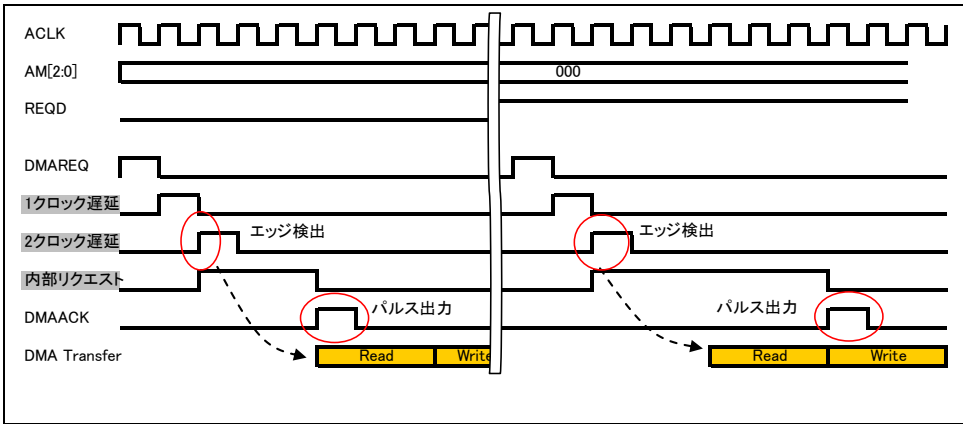 ACLK
AM[2:0] 000
REQD
DMAREQ
1クロック遅延
2クロック遅延 エッジ検出 エッジ検出
内部リクエスト
DMAACK パルス出力 パルス出力
DMA Transfer Read Write Read Write